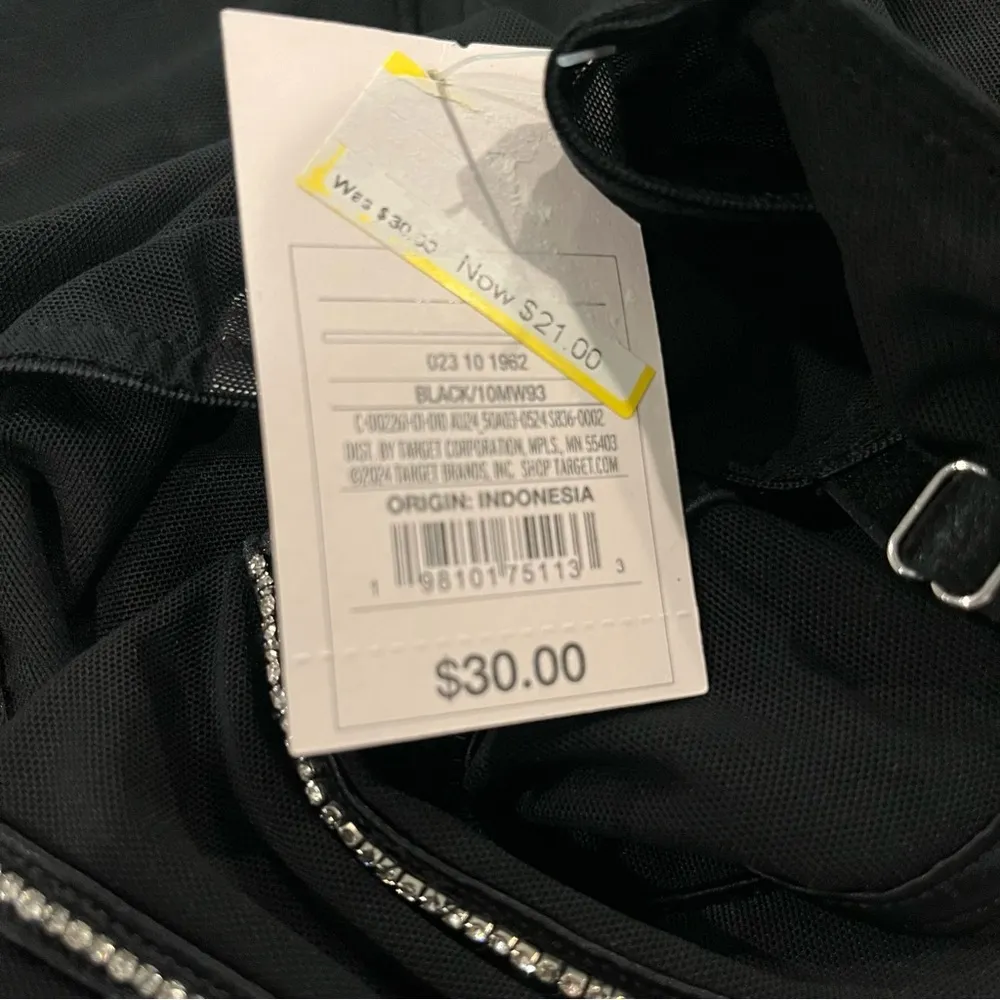 Was $30.00 Now $21.00
023 10 1962
BLACK/10MW93
DIST. BY TARGET CORPORATION, MPLS, MN 55403
©2024 TARGET BRANDS, INC. SHOP TARGET.COM
ORIGIN: INDONESIA
1 98101 75113 3
$30.00